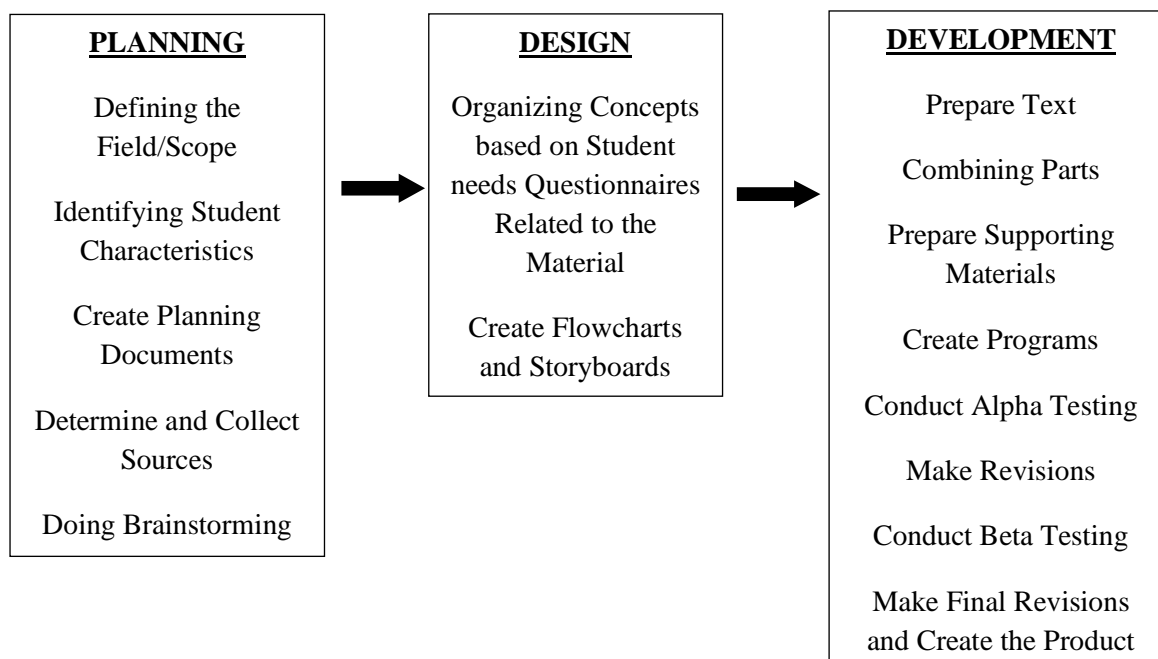 PLANNING
Defining the
Field/Scope
Identifying Student
Characteristics
Create Planning
Documents
Determine and Collect
Sources
Doing Brainstorming
DESIGN
Organizing Concepts
based on Student
needs Questionnaires
Related to the
Material
Create Flowcharts
and Storyboards
DEVELOPMENT
Prepare Text
Combining Parts
Prepare Supporting
Materials
Create Programs
Conduct Alpha Testing
Make Revisions
Conduct Beta Testing
Make Final Revisions
and Create the Product